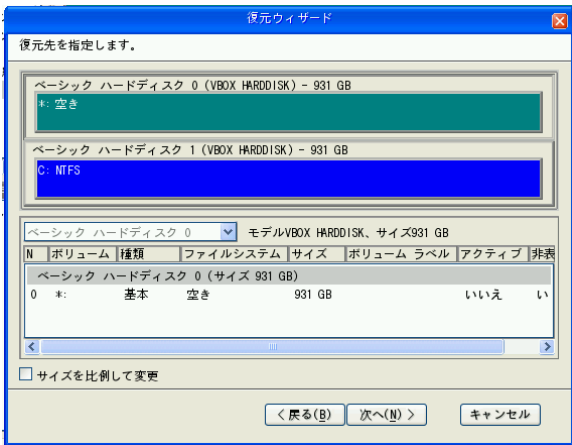 復元ウィザード
復元先を指定します。
ベーシック ハードディスク 0 (VBOX HARDDISK) - 931 GB
*: 空き
ベーシック ハードディスク 1 (VBOX HARDDISK) - 931 GB
C: NTFS
ベーシック ハードディスク 0 モデルVBOX HARDDISK、サイズ931 GB
N ボリューム 種類 ファイルシステム サイズ ボリューム ラベル アクティブ 非表
ベーシック ハードディスク 0 (サイズ 931 GB)
0 *: 基本 空き 931 GB いいえ い
サイズを比例して変更
< 戻る(B) 次へ(N) > キャンセル